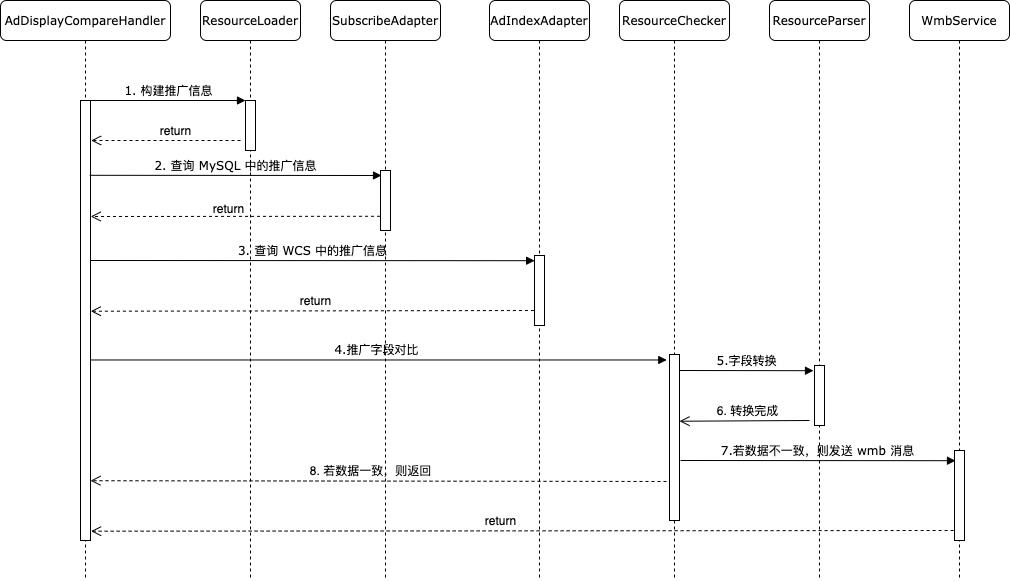 AdDisplayCompareHandler
ResourceLoader
SubscribeAdapter
AdIndexAdapter
ResourceChecker
ResourceParser
WmbService
1. 构建推广信息
return
2. 查询 MySQL 中的推广信息
return
3. 查询 WCS 中的推广信息
return
4.推广字段对比
5.字段转换
6. 转换完成
7.若数据不一致，则发送 wmb 消息
8. 若数据一致，则返回
return